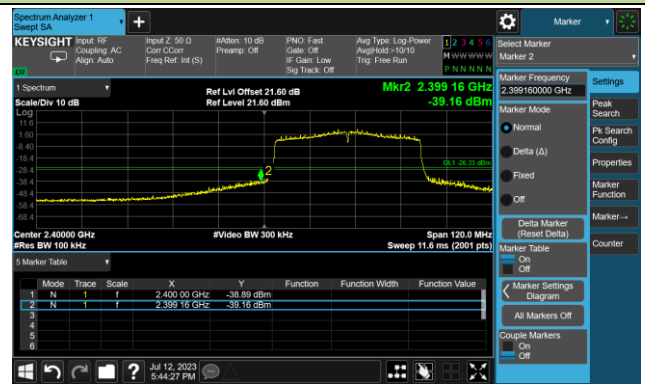 Spectrum Analyzer 1
Swept SA
Marker
KEYSIGHT
Input: RF
Coupling: AC
Align: Auto
Input Z: 50 Ω
Corr CCorr
Freq Ref: Int (S)
#Atten: 10 dB
Preamp: Off
PNO: Fast
Gate: Off
IF Gain: Low
Sig Track: Off
Avg Type: Log-Power
Avg|Hold:>10/10
Trig: Free Run
1 2 3 4 5 6
M W W W W W
P N N N N N
LW
Select Marker
Marker 2
1 Spectrum
Scale/Div 10 dB
Log
Ref Lvl Offset 21.60 dB
Ref Level 21.60 dBm
Mkr2 2.399 16 GHz
-39.16 dBm
11.6
1.60
-8.40
-18.4
-28.4
-38.4
-48.4
-58.4
-68.4
2
DL1 -26.33 dBm
Center 2.40000 GHz
#Res BW 100 kHz
#Video BW 300 kHz
Span 120.0 MHz
Sweep 11.6 ms (2001 pts)
5 Marker Table
Mode Trace Scale X Y Function Function Width Function Value
1 N 1 f 2.400 00 GHz -38.89 dBm
2 N 1 f 2.399 16 GHz -39.16 dBm
3
4
5
6
Marker Frequency
2.399160000 GHz
Marker Mode
Normal
Delta (Δ)
Fixed
Off
Delta Marker
(Reset Delta)
Marker Table
On
Off
Marker Settings
Diagram
All Markers Off
Couple Markers
On
Off
Settings
Peak
Search
Pk Search
Config
Properties
Marker
Function
Marker→
Counter
Jul 12, 2023
5:44:27 PM